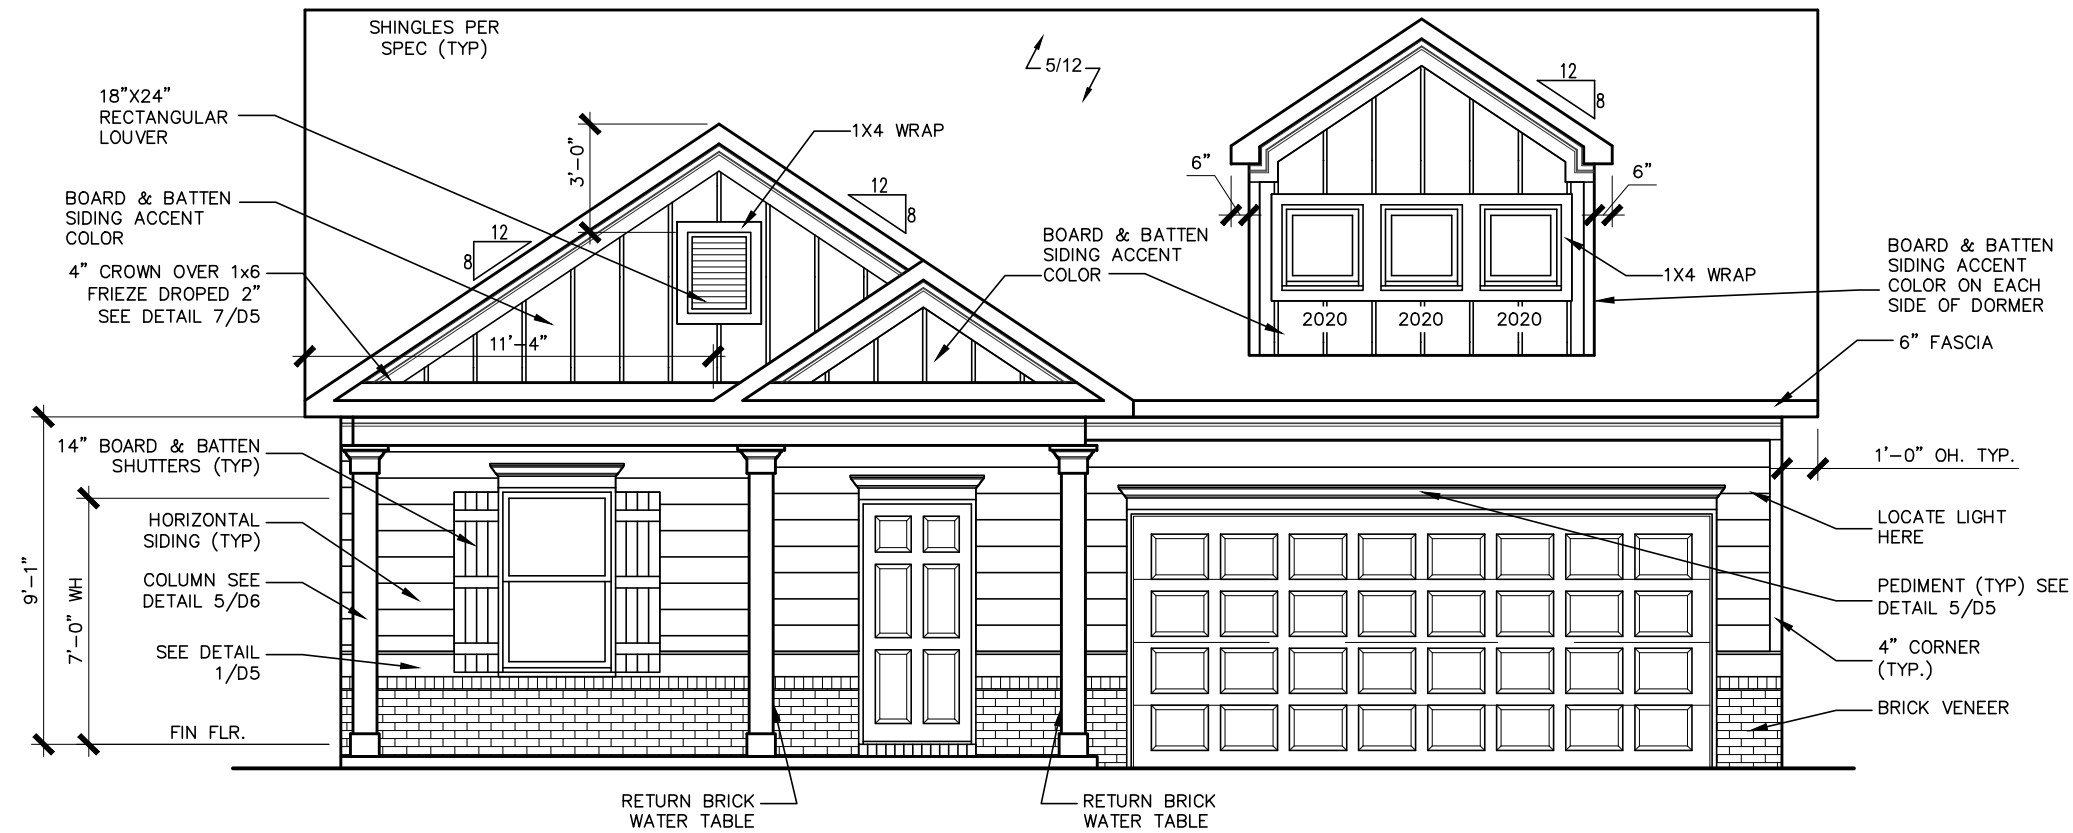 SHINGLES PER
SPEC (TYP)
5/12
12
8
18"X24"
RECTANGULAR
LOUVER
3'-0"
1X4 WRAP
12
8
12
8
BOARD & BATTEN
SIDING ACCENT
COLOR
4" CROWN OVER 1x6
FRIEZE DROPED 2"
SEE DETAIL 7/D5
11'-4"
BOARD & BATTEN
SIDING ACCENT
COLOR
6"
6"
1X4 WRAP
2020
2020
2020
BOARD & BATTEN
SIDING ACCENT
COLOR ON EACH
SIDE OF DORMER
6" FASCIA
14" BOARD & BATTEN
SHUTTERS (TYP)
1'-0" OH. TYP.
HORIZONTAL
SIDING (TYP)
LOCATE LIGHT
HERE
9'-1"
7'-0" WH
COLUMN SEE
DETAIL 5/D6
PEDIMENT (TYP) SEE
DETAIL 5/D5
SEE DETAIL
1/D5
4" CORNER
(TYP.)
BRICK VENEER
FIN FLR.
RETURN BRICK
WATER TABLE
RETURN BRICK
WATER TABLE